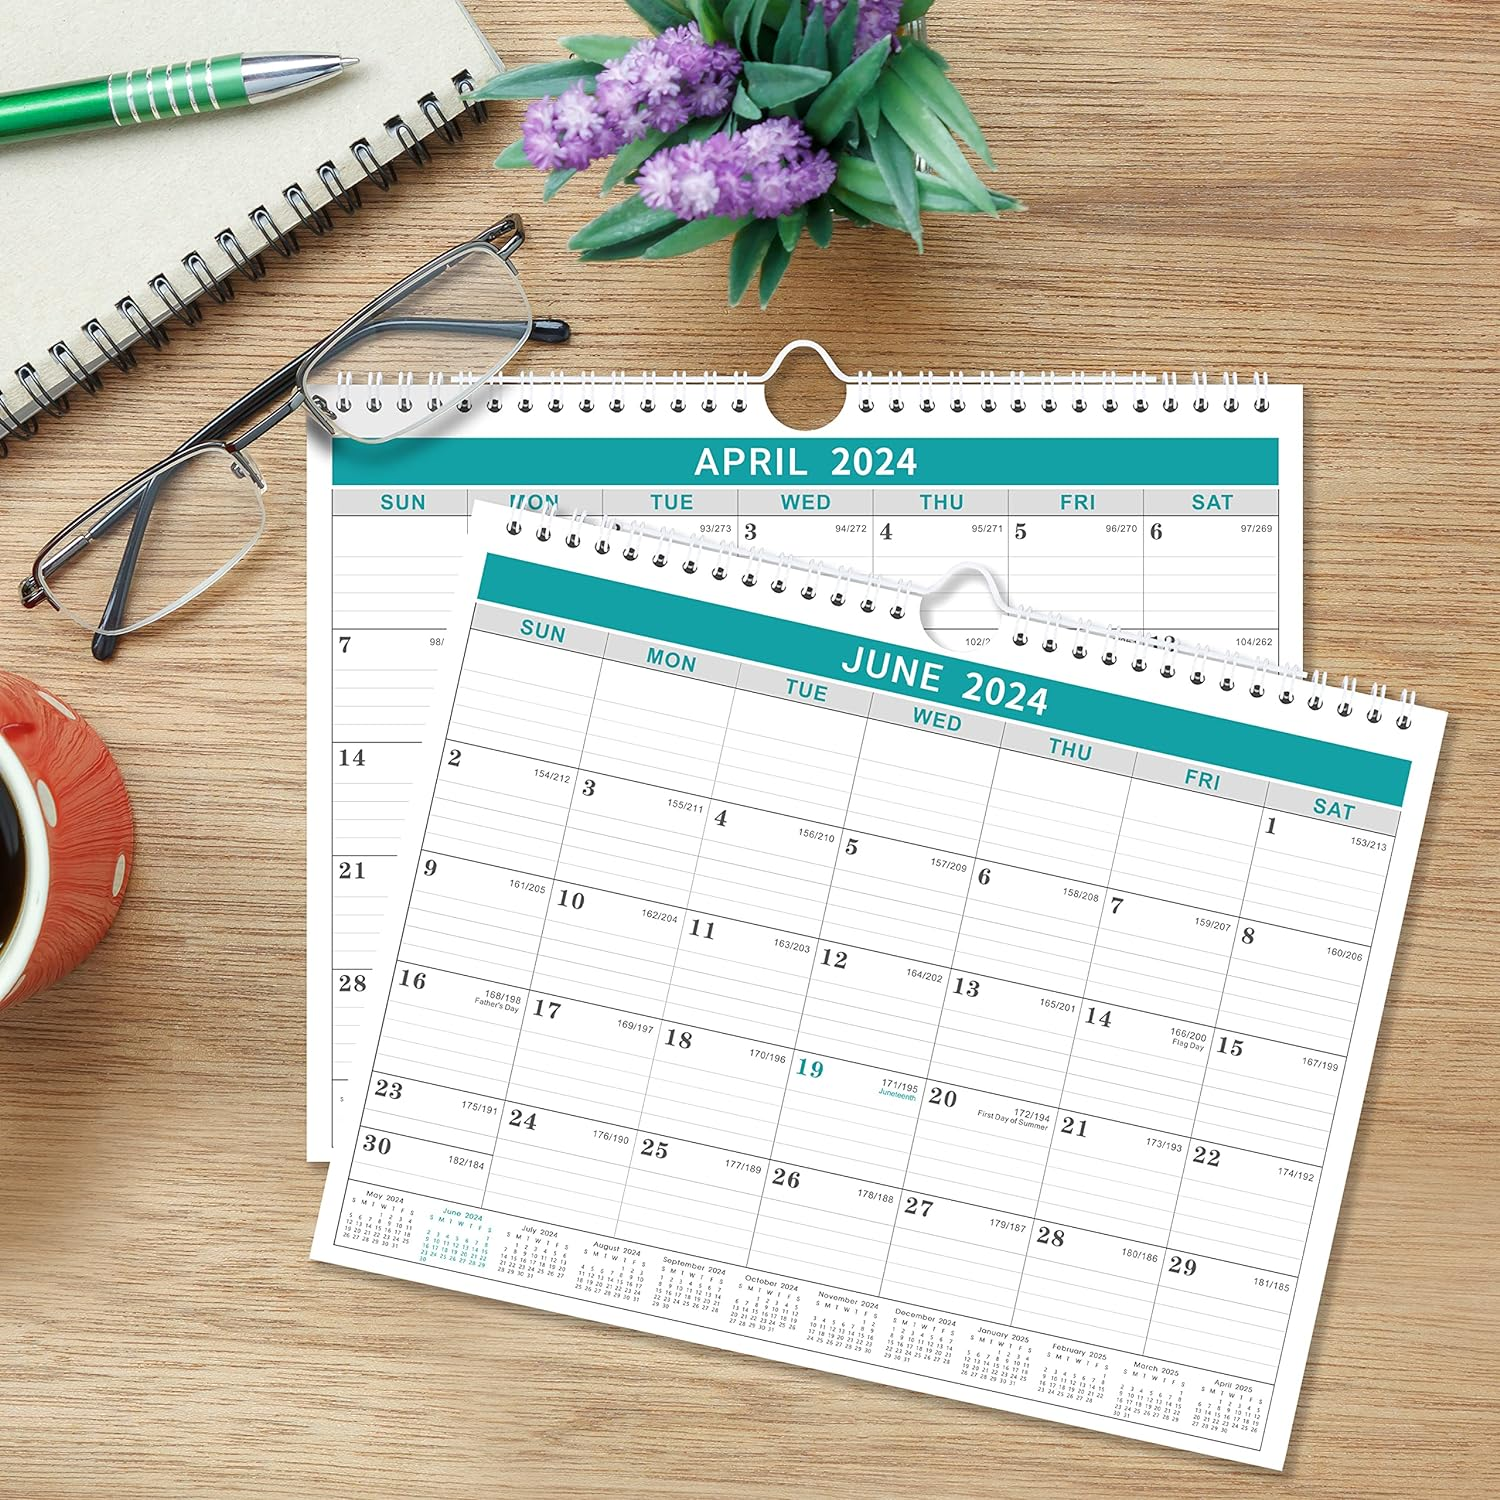 APRIL 2024
SUN MON TUE WED THU FRI SAT
93/273 3 94/272 4 95/271 5 96/270 6 97/269
7 98/ 102/2 104/262
14
21
28
JUNE 2024
SUN MON TUE WED THU FRI SAT
1 153/213
2 154/212 3 155/211 4 156/210 5 157/209 6 158/208 7 159/207 8 160/206
9 161/205 10 162/204 11 163/203 12 164/202 13 165/201 14 166/200 15 167/199
Flag Day
16 168/198 17 169/197 18 170/196 19 171/195 20 172/194 21 173/193 22 174/192
Father's Day Juneteenth First Day of Summer
23 175/191 24 176/190 25 177/189 26 178/188 27 179/187 28 180/186 29 181/185
30 182/184
May 2024 June 2024 July 2024 August 2024 September 2024 October 2024 November 2024 December 2024 January 2025 February 2025 March 2025 April 2025